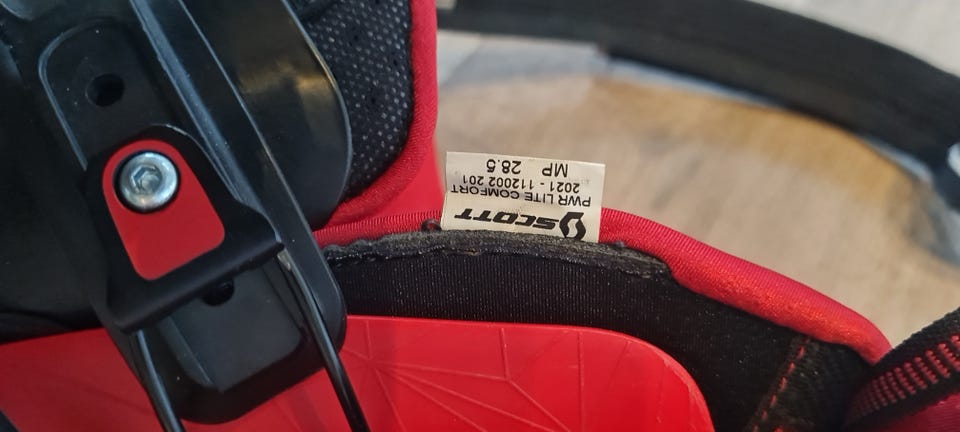 SCOTT
PWR LITE COMFORT
2021 - 112002 201
MP 28.5